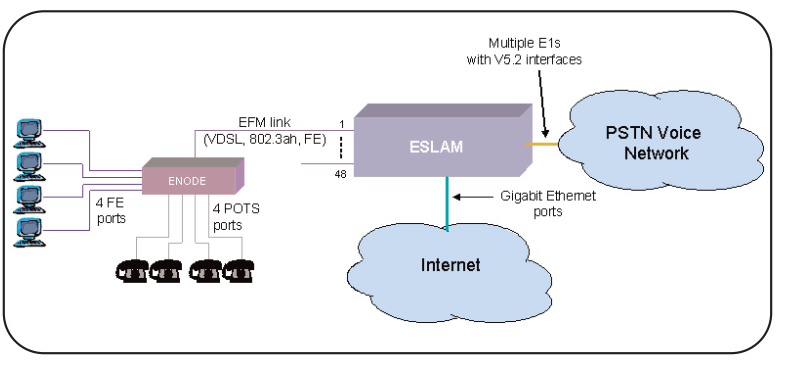 Multiple E1s
with V5.2 interfaces
EFM link
(VDSL, 802.3ah, FE)
1
48
ESLAM
PSTN Voice
Network
ENODE
4 FE
ports
4 POTS
ports
Gigabit Ethernet
ports
Internet